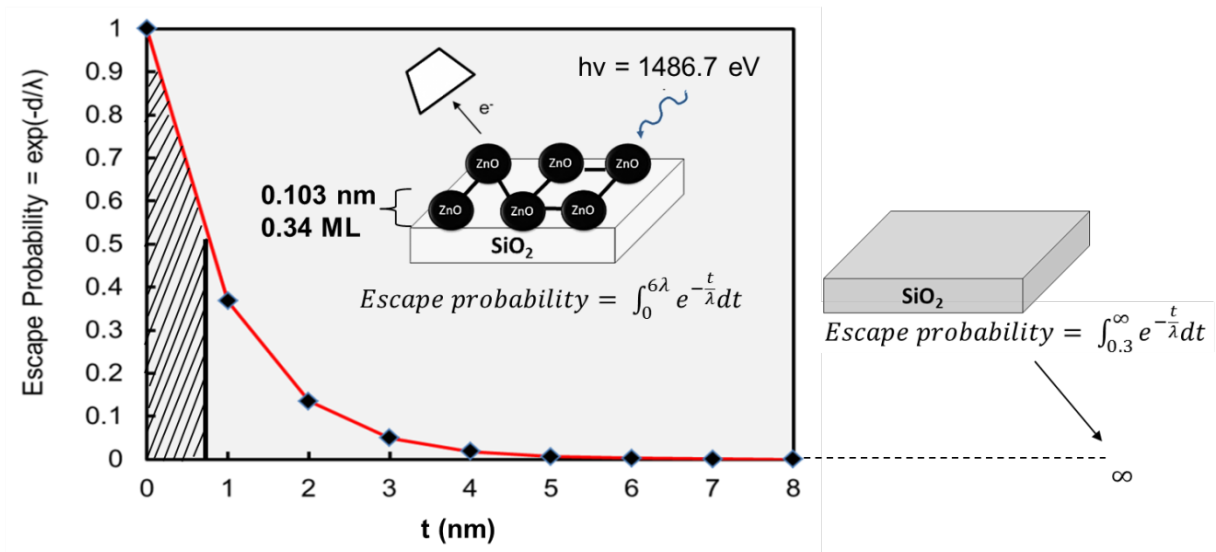 Escape Probability = exp(-d/λ)
1
0.9
0.8
0.7
0.6
0.5
0.4
0.3
0.2
0.1
0
0 1 2 3 4 5 6 7 8
t (nm)
hv = 1486.7 eV
e-
ZnO ZnO ZnO
ZnO ZnO ZnO
0.103 nm
0.34 ML
SiO₂
Escape probability = ∫₀^{6λ} e^{-t/λ} dt
SiO₂
Escape probability = ∫_{0.3}^{∞} e^{-t/λ} dt
∞